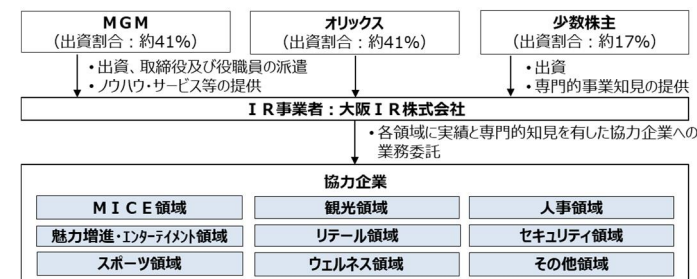 MGM
(出資割合:約41%)
オリックス
(出資割合:約41%)
少数株主
(出資割合:約17%)
•出資、取締役及び役職員の派遣
•ノウハウ・サービス等の提供
•出資
•専門的事業知見の提供
IR事業者:大阪IR株式会社
•各領域に実績と専門的知見を有した協力企業への
業務委託
協力企業
MICE領域
観光領域
人事領域
魅力増進・エンターテイメント領域
リテール領域
セキュリティ領域
スポーツ領域
ウェルネス領域
その他領域